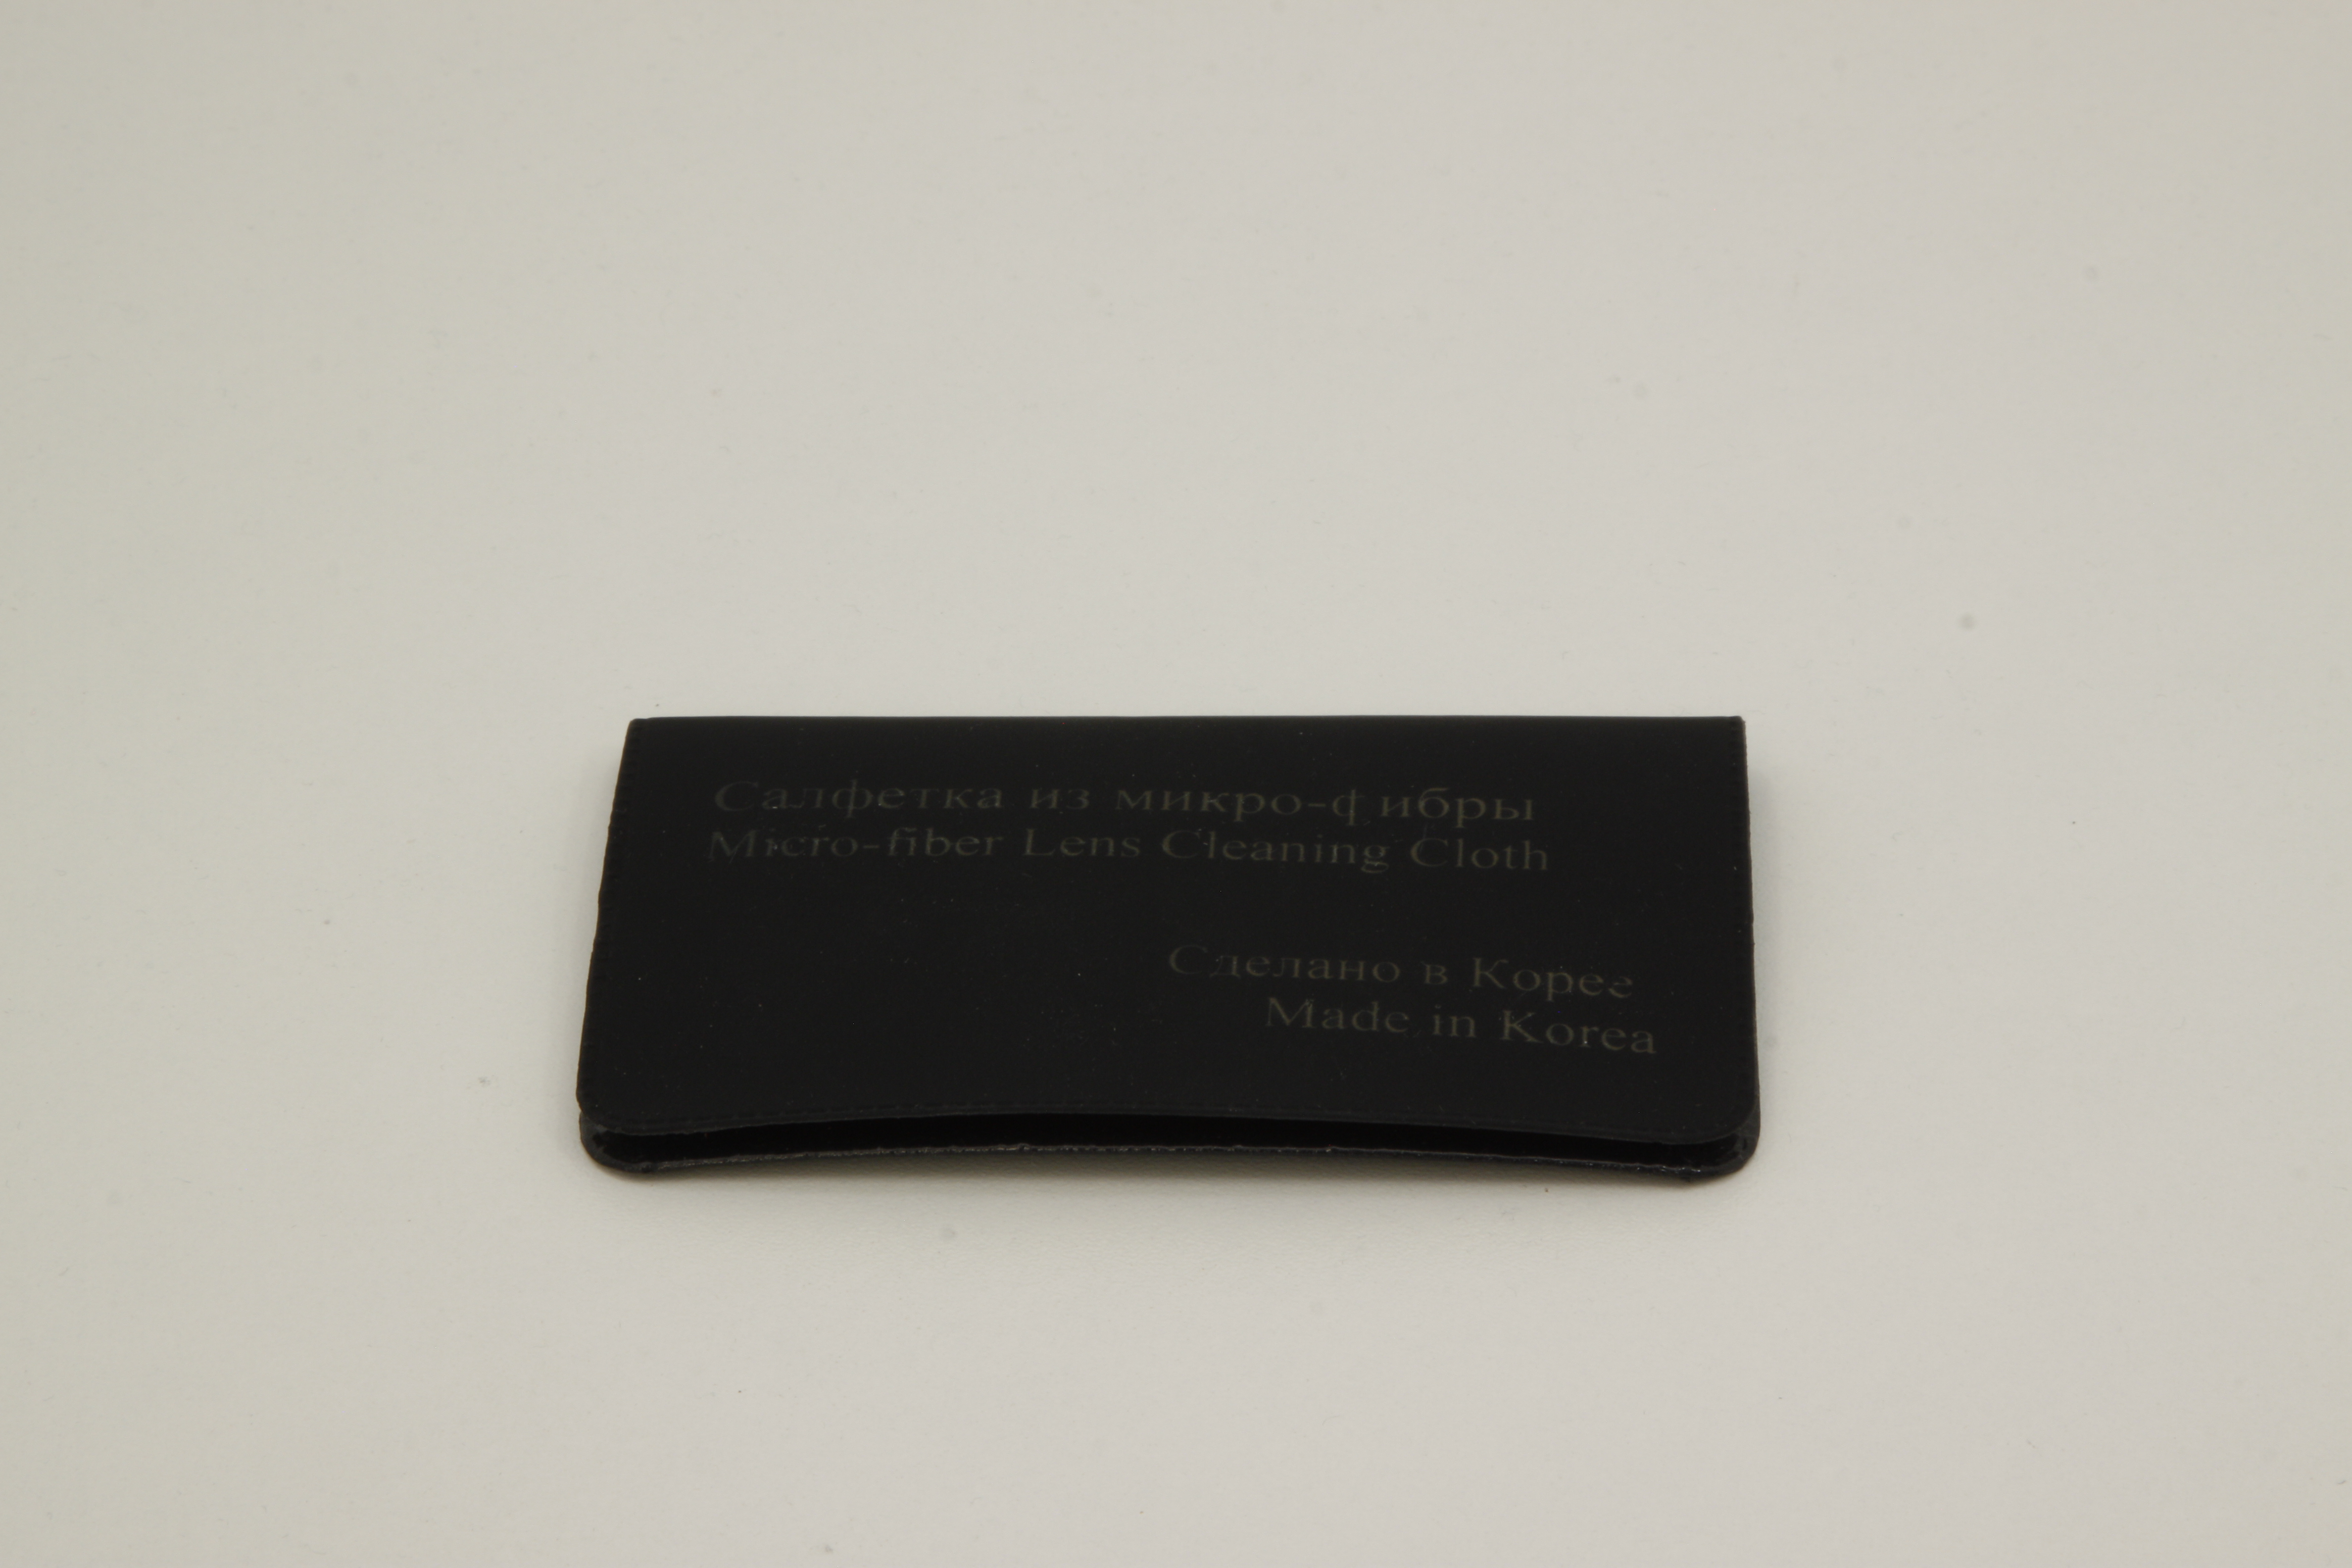 Салфетка из микро-фибры
Micro-fiber Lens Cleaning Cloth
Сделано в Корее
Made in Korea